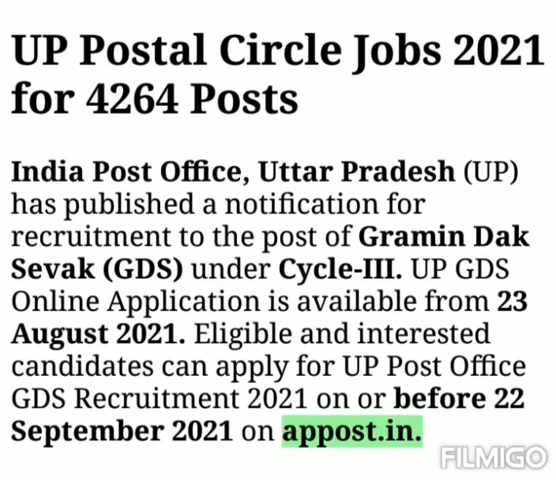 UP Postal Circle Jobs 2021
for 4264 Posts
India Post Office, Uttar Pradesh (UP)
has published a notification for
recruitment to the post of Gramin Dak
Sevak (GDS) under Cycle-III. UP GDS
Online Application is available from 23
August 2021. Eligible and interested
candidates can apply for UP Post Office
GDS Recruitment 2021 on or before 22
September 2021 on appost.in.
FILMIGO